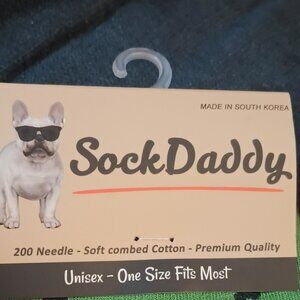 MADE IN SOUTH KOREA
SockDaddy
200 Needle - Soft combed Cotton - Premium Quality
Unisex - One Size Fits Most